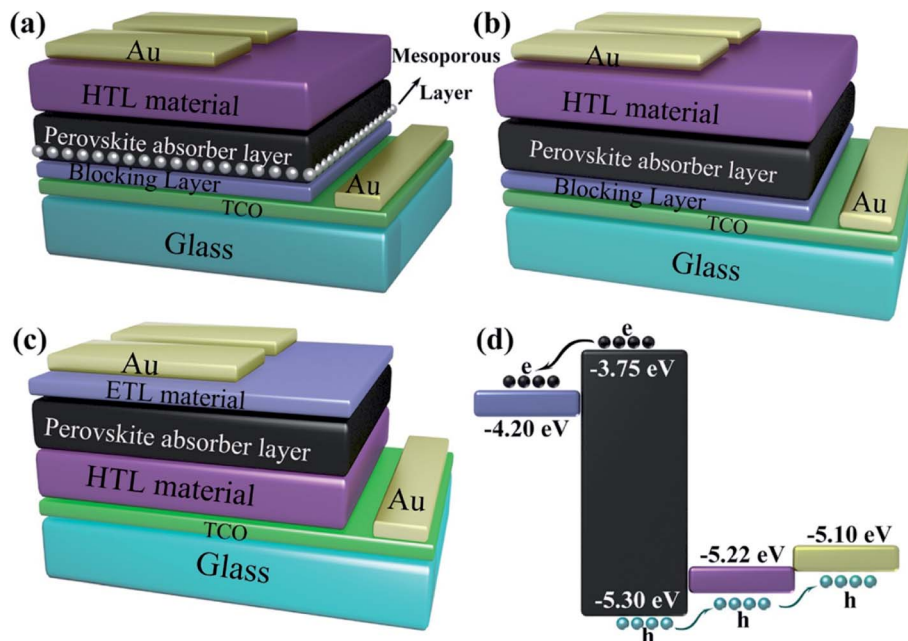 (a)
Au
HTL material
Perovskite absorber layer
Blocking Layer
TCO
Glass
Au
Mesoporous
Layer
(b)
Au
HTL material
Perovskite absorber layer
Blocking Layer
TCO
Glass
Au
(c)
Au
ETL material
Perovskite absorber layer
HTL material
TCO
Glass
Au
(d)
e
e
-3.75 eV
-4.20 eV
-5.10 eV
-5.22 eV
-5.30 eV
h
h
h